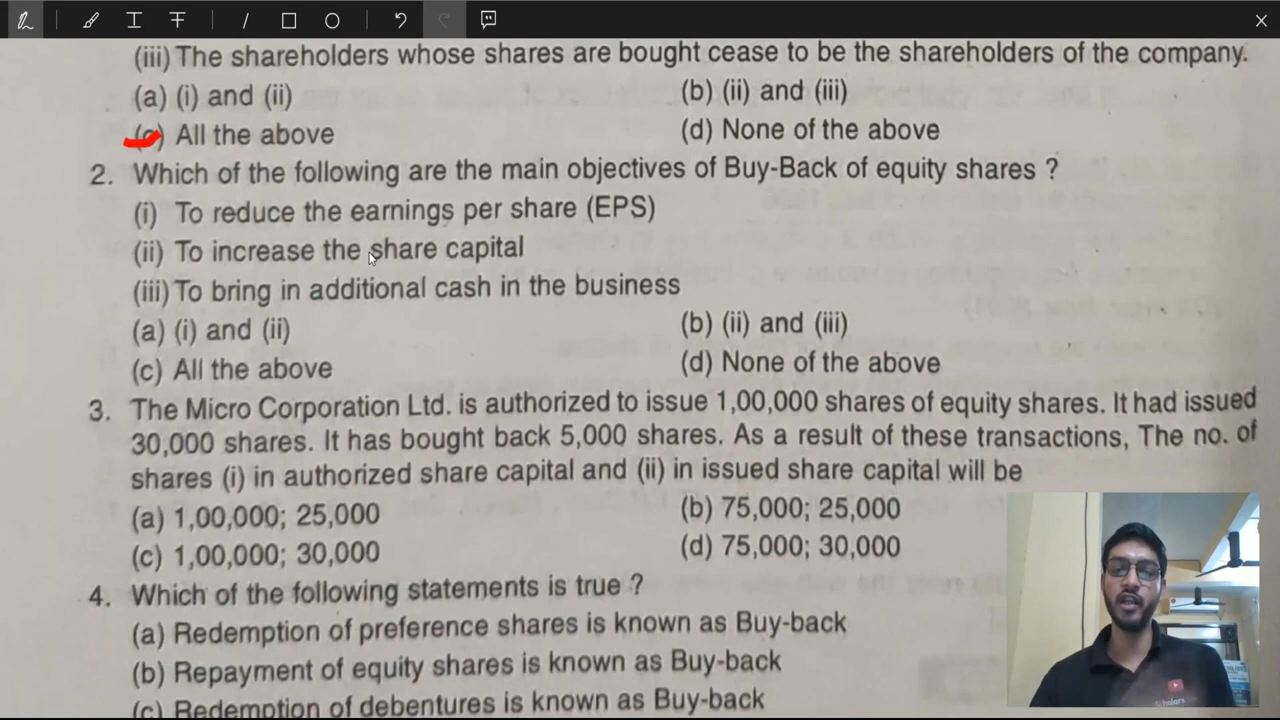 (iii) The shareholders whose shares are bought cease to be the shareholders of the company.
(a) (i) and (ii) (b) (ii) and (iii)
(c) All the above (d) None of the above
2. Which of the following are the main objectives of Buy-Back of equity shares ?
(i) To reduce the earnings per share (EPS)
(ii) To increase the share capital
(iii) To bring in additional cash in the business
(a) (i) and (ii) (b) (ii) and (iii)
(c) All the above (d) None of the above
3. The Micro Corporation Ltd. is authorized to issue 1,00,000 shares of equity shares. It had issued
30,000 shares. It has bought back 5,000 shares. As a result of these transactions, The no. of
shares (i) in authorized share capital and (ii) in issued share capital will be
(a) 1,00,000; 25,000 (b) 75,000; 25,000
(c) 1,00,000; 30,000 (d) 75,000; 30,000
4. Which of the following statements is true ?
(a) Redemption of preference shares is known as Buy-back
(b) Repayment of equity shares is known as Buy-back
(c) Redemption of debentures is known as Buy-back